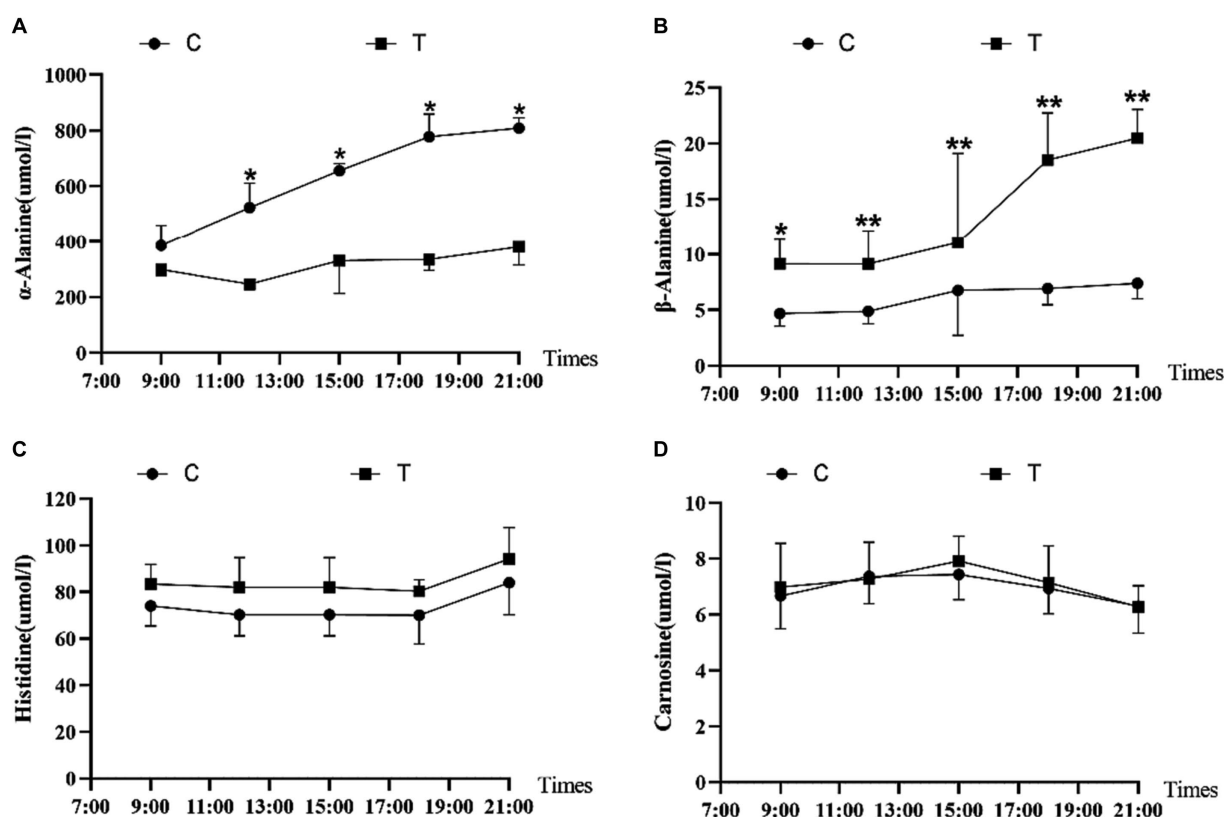 A
C T
α-Alanine(umol/l)
1000
*
*
800
*
600
*
400
200
0
Times
7:00 9:00 11:00 13:00 15:00 17:00 19:00 21:00
B
C T
β-Alanine(umol/l)
25
**
**
20
**
15
**
*
10
5
0
Times
7:00 9:00 11:00 13:00 15:00 17:00 19:00 21:00
C
C T
Histidine(umol/l)
120
100
80
60
40
20
0
Times
7:00 9:00 11:00 13:00 15:00 17:00 19:00 21:00
D
C T
Carnosine(umol/l)
10
8
6
4
2
0
Times
7:00 9:00 11:00 13:00 15:00 17:00 19:00 21:00